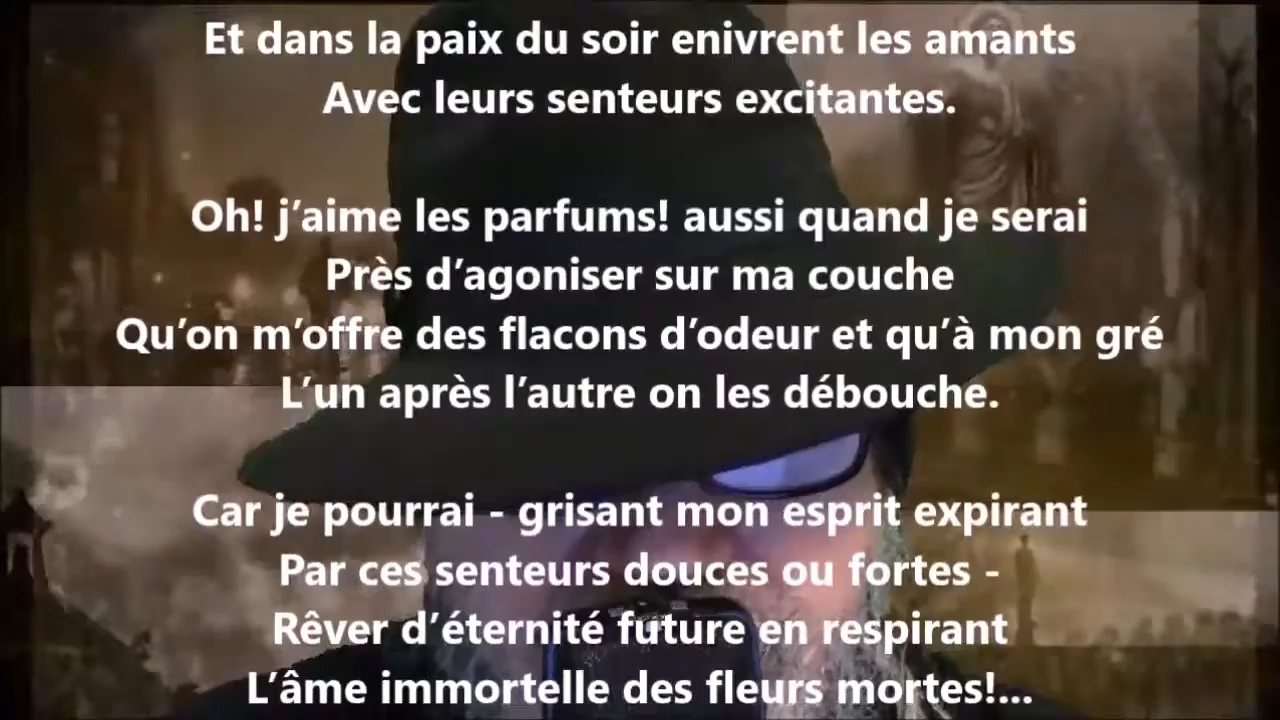 Et dans la paix du soir enivrent les amants
Avec leurs senteurs excitantes.
Oh! j’aime les parfums! aussi quand je serai
Près d’agoniser sur ma couche
Qu’on m’offre des flacons d’odeur et qu’à mon gré
L’un après l’autre on les débouche.
Car je pourrai - grisant mon esprit expirant
Par ces senteurs douces ou fortes -
Rêver d’éternité future en respirant
L’âme immortelle des fleurs mortes!...